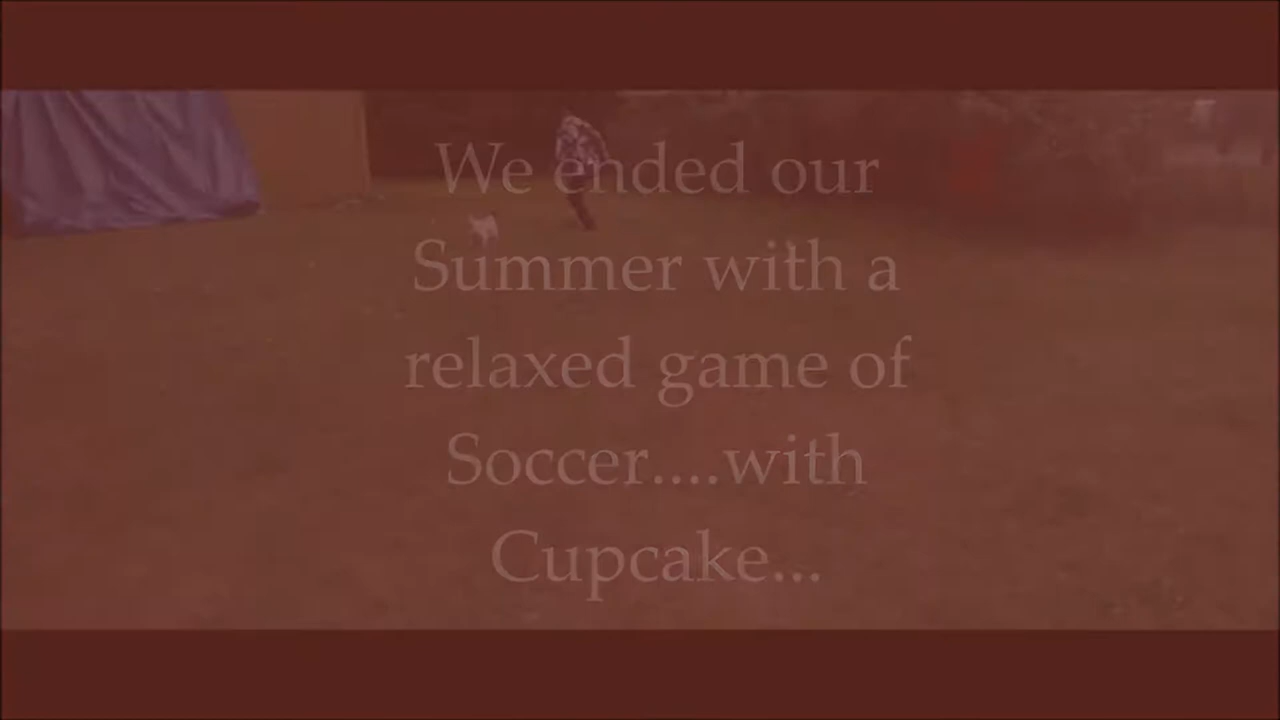 We ended our
Summer with a
relaxed game of
Soccer....with
Cupcake...